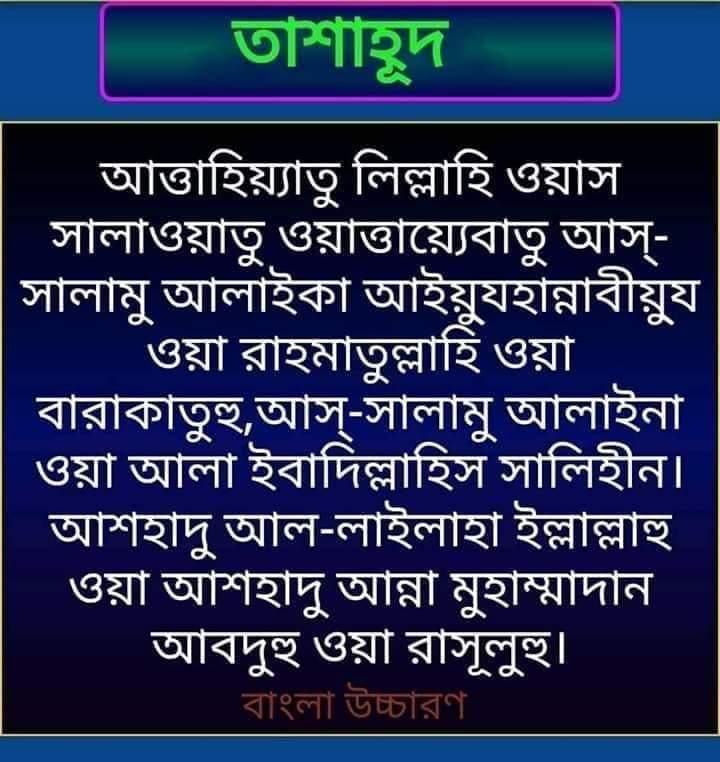 তাশাহূদ
আত্তাহিয়্যাতু লিল্লাহি ওয়াস
সালাওয়াতু ওয়াত্তায়্যেবাতু আস্-
সালামু আলাইকা আইয়ু্যহান্নাবীয়ু্য
ওয়া রাহমাতুল্লাহি ওয়া
বারাকাতুহু,আস্-সালামু আলাইনা
ওয়া আলা ইবাদিল্লাহিস সালিহীন।
আশহাদু আল-লাইলাহা ইল্লাল্লাহু
ওয়া আশহাদু আন্না মুহাম্মাদান
আবদুহু ওয়া রাসূলুহু।
বাংলা উচ্চারণ